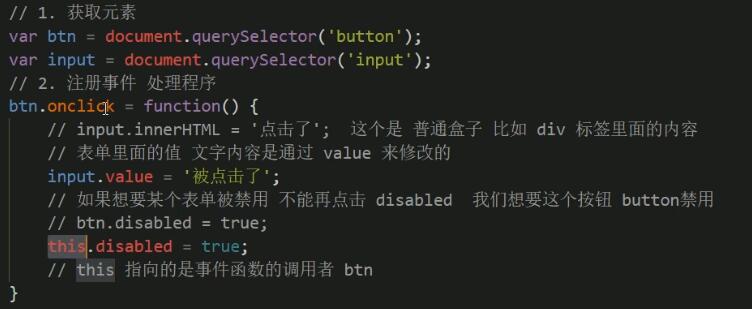 // 1. 获取元素
var btn = document.querySelector('button');
var input = document.querySelector('input');
// 2. 注册事件 处理程序
btn.onclick = function() {
// input.innerHTML = '点击了'; 这个是 普通盒子 比如 div 标签里面的内容
// 表单里面的值 文字内容是通过 value 来修改的
input.value = '被点击了';
// 如果想要某个表单被禁用 不能再点击 disabled 我们想要这个按钮 button禁用
// btn.disabled = true;
this.disabled = true;
// this 指向的是事件函数的调用者 btn
}